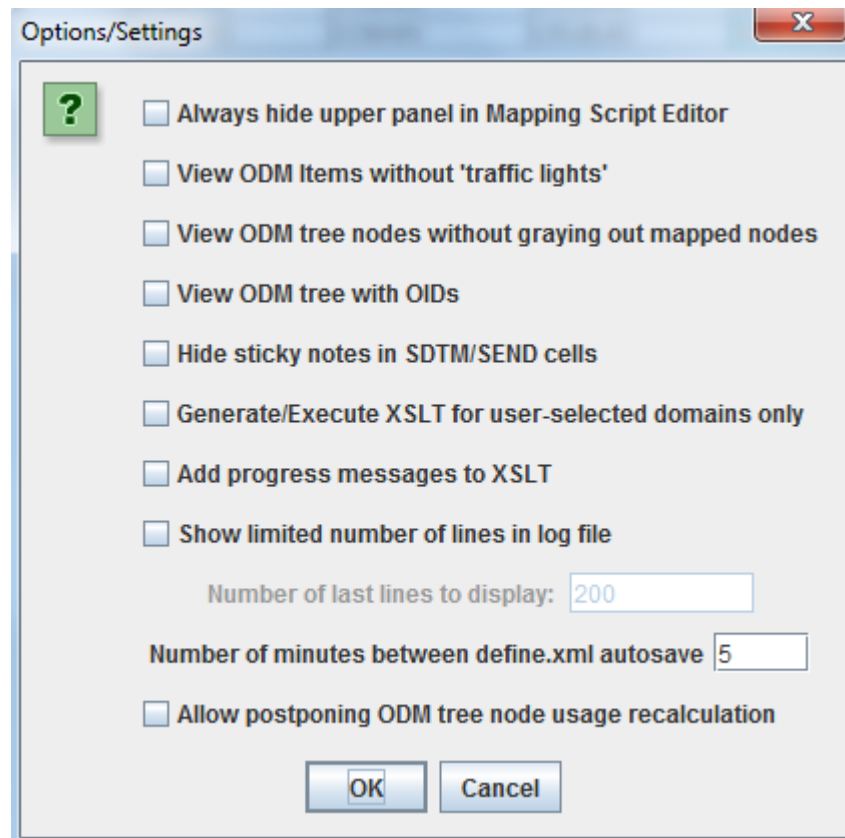 Options/Settings
Always hide upper panel in Mapping Script Editor
View ODM Items without 'traffic lights'
View ODM tree nodes without graying out mapped nodes
View ODM tree with OIDs
Hide sticky notes in SDTM/SEND cells
Generate/Execute XSLT for user-selected domains only
Add progress messages to XSLT
Show limited number of lines in log file
Number of last lines to display: 200
Number of minutes between define.xml autosave 5
Allow postponing ODM tree node usage recalculation
OK Cancel